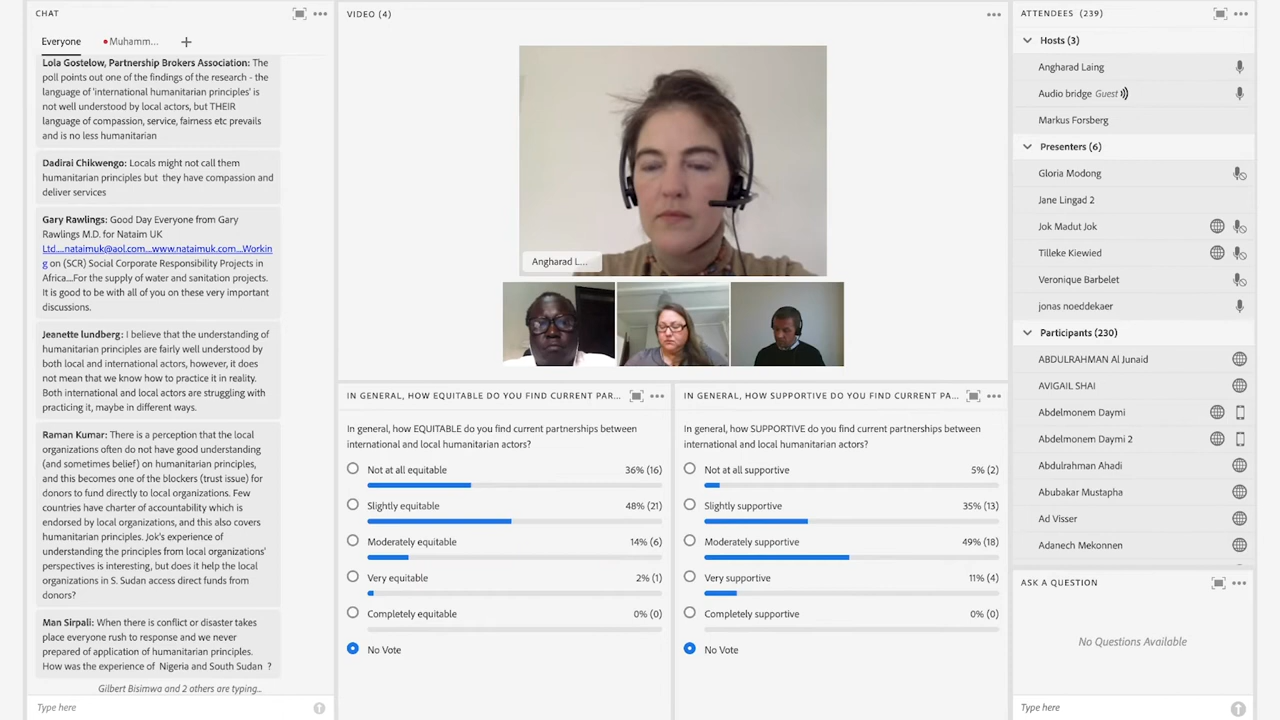 CHAT
Everyone
Muhamm...
Lola Gostelow, Partnership Brokers Association: The
poll points out one of the findings of the research - the
language of 'international humanitarian principles' is
not well understood by local actors, but THEIR
language of compassion, service, fairness etc prevails
and is no less humanitarian
Dadirai Chikwengo: Locals might not call them
humanitarian principles but they have compassion and
deliver services
Gary Rawlings: Good Day Everyone from Gary
Rawlings M.D. for Nataim UK
Ltd....nataimuk@aol.com...www.nataimuk.com...Workin
g on (SCR) Social Corporate Responsibility Projects in
Africa...For the supply of water and sanitation projects.
It is good to be with all of you on these very important
discussions.
Jeanette lundberg: I believe that the understanding of
humanitarian principles are fairly well understood by
both local and international actors, however, it does
not mean that we know how to practice it in reality.
Both international and local actors are struggling with
practicing it, maybe in different ways.
Raman Kumar: There is a perception that the local
organizations often do not have good understanding
(and sometimes belief) on humanitarian principles,
and this becomes one of the blockers (trust issue) for
donors to fund directly to local organizations. Few
countries have charter of accountability which is
endorsed by local organizations, and this also covers
humanitarian principles. Jok's experience of
understanding the principles from local organizations'
perspectives is interesting, but does it help the local
organizations in S. Sudan access direct funds from
donors?
Man Sirpali: When there is conflict or disaster takes
place everyone rush to response and we never
prepared of application of humanitarian principles.
How was the experience of Nigeria and South Sudan ?
Gilbert Bisimwa and 2 others are typing...
Type here
VIDEO (4)
Angharad L...
IN GENERAL, HOW EQUITABLE DO YOU FIND CURRENT PAR...
In general, how EQUITABLE do you find current partnerships between
international and local humanitarian actors?
Not at all equitable 36% (16)
Slightly equitable 48% (21)
Moderately equitable 14% (6)
Very equitable 2% (1)
Completely equitable 0% (0)
No Vote
IN GENERAL, HOW SUPPORTIVE DO YOU FIND CURRENT PA...
In general, how SUPPORTIVE do you find current partnerships between
international and local humanitarian actors?
Not at all supportive 5% (2)
Slightly supportive 35% (13)
Moderately supportive 49% (18)
Very supportive 11% (4)
Completely supportive 0% (0)
No Vote
ATTENDEES (239)
Hosts (3)
Angharad Laing
Audio bridge Guest
Markus Forsberg
Presenters (6)
Gloria Modong
Jane Lingad 2
Jok Madut Jok
Tilleke Kiewied
Veronique Barbelet
jonas noeddekaer
Participants (230)
ABDULRAHMAN Al Junaid
AVIGAIL SHAI
Abdelmonem Daymi
Abdelmonem Daymi 2
Abdulrahman Ahadi
Abubakar Mustapha
Ad Visser
Adanech Mekonnen
ASK A QUESTION
No Questions Available
Type here